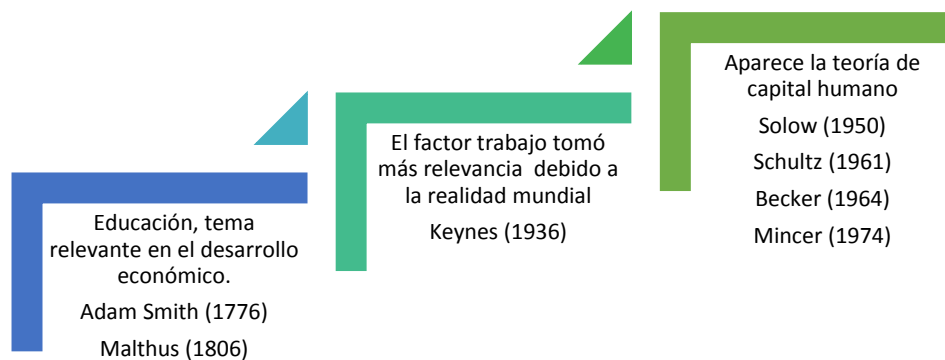 Educación, tema
relevante en el desarrollo
económico.
Adam Smith (1776)
Malthus (1806)
El factor trabajo tomó
más relevancia debido a
la realidad mundial
Keynes (1936)
Aparece la teoría de
capital humano
Solow (1950)
Schultz (1961)
Becker (1964)
Mincer (1974)